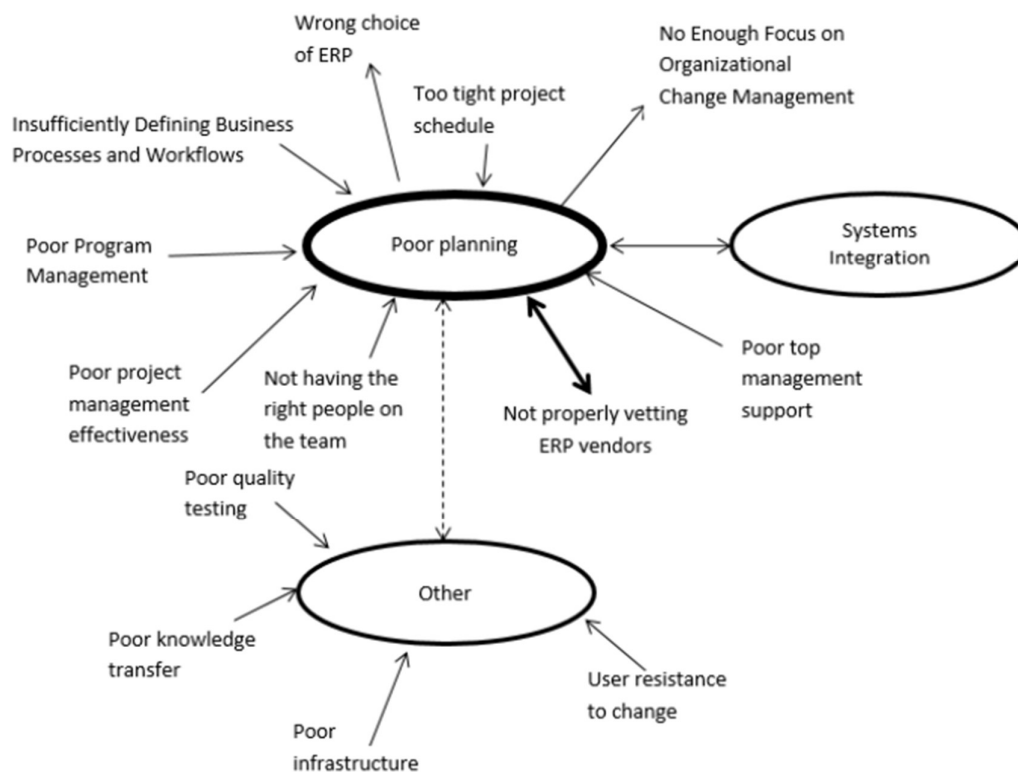 Wrong choice
of ERP
No Enough Focus on
Organizational
Change Management
Too tight project
schedule
Insufficiently Defining Business
Processes and Workflows
Poor planning
Systems
Integration
Poor Program
Management
Poor top
management
support
Poor project
management
effectiveness
Not having the
right people on
the team
Not properly vetting
ERP vendors
Poor quality
testing
Other
Poor knowledge
transfer
User resistance
to change
Poor
infrastructure